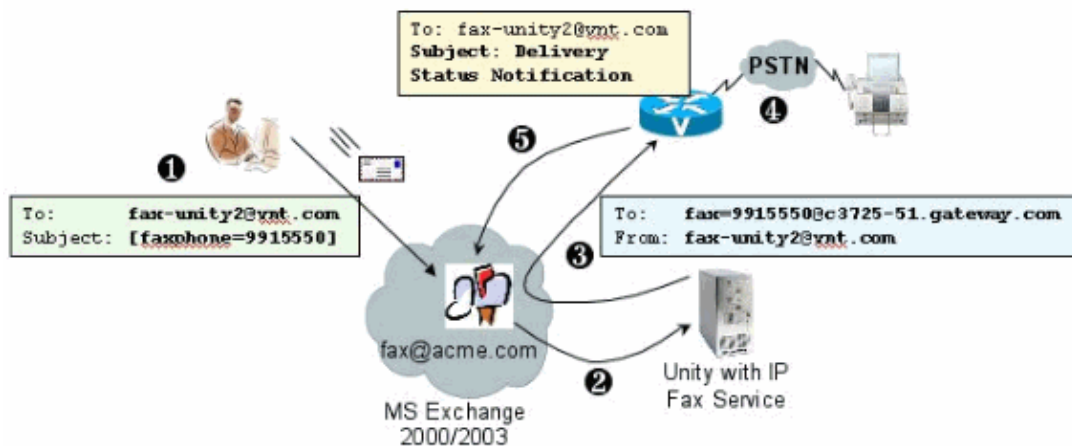 To: fax-unity2@vnt.com
Subject: Delivery
Status Notification
PSTN
4
V
5
1
To: fax-unity2@vnt.com
Subject: [faxphone=9915550]
To: fax=9915550@c3725-51.gateway.com
From: fax-unity2@vnt.com
3
fax@acme.com
2
Unity with IP
Fax Service
MS Exchange
2000/2003